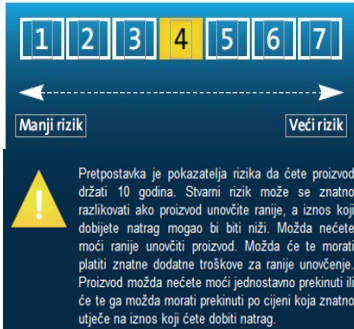 1 2 3 4 5 6 7
Manji rizik Veći rizik
Pretpostavka je pokazatelja rizika da ćete proizvod
držati 10 godina. Stvarni rizik može se znatno
razlikovati ako proizvod unovčite ranije, a iznos koji
dobijete natrag mogao bi biti niži. Možda nećete
moći ranije unovčiti proizvod. Možda će te morati
platiti znatne dodatne troškove za ranije unovčenje.
Proizvod možda nećete moći jednostavno prekinuti ili
će te ga možda morati prekinuti po cijeni koja znatno
utječe na iznos koji ćete dobiti natrag.